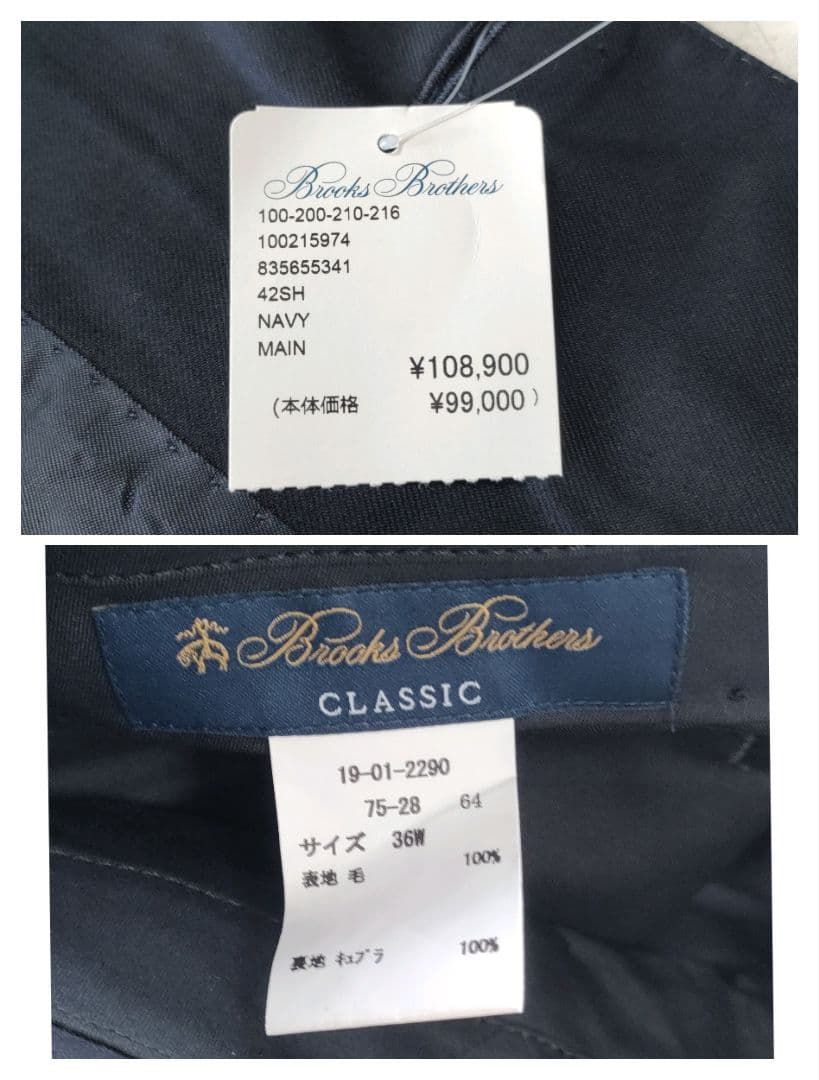 Brooks Brothers
100-200-210-216
100215974
835655341
42SH
NAVY
MAIN
¥108,900
(本体価格 ¥99,000)
Brooks Brothers
CLASSIC
19-01-2290
75-28 64
サイズ 36W
表地 毛 100%
裏地 キュプラ 100%